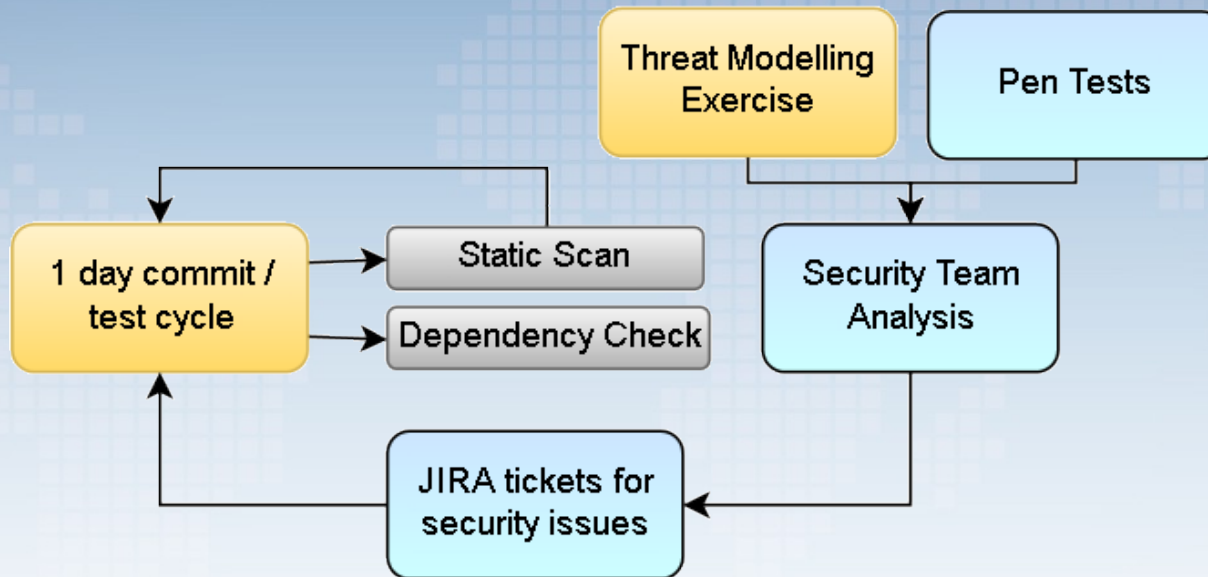 Threat Modelling
Exercise
Pen Tests
1 day commit /
test cycle
Static Scan
Dependency Check
Security Team
Analysis
JIRA tickets for
security issues